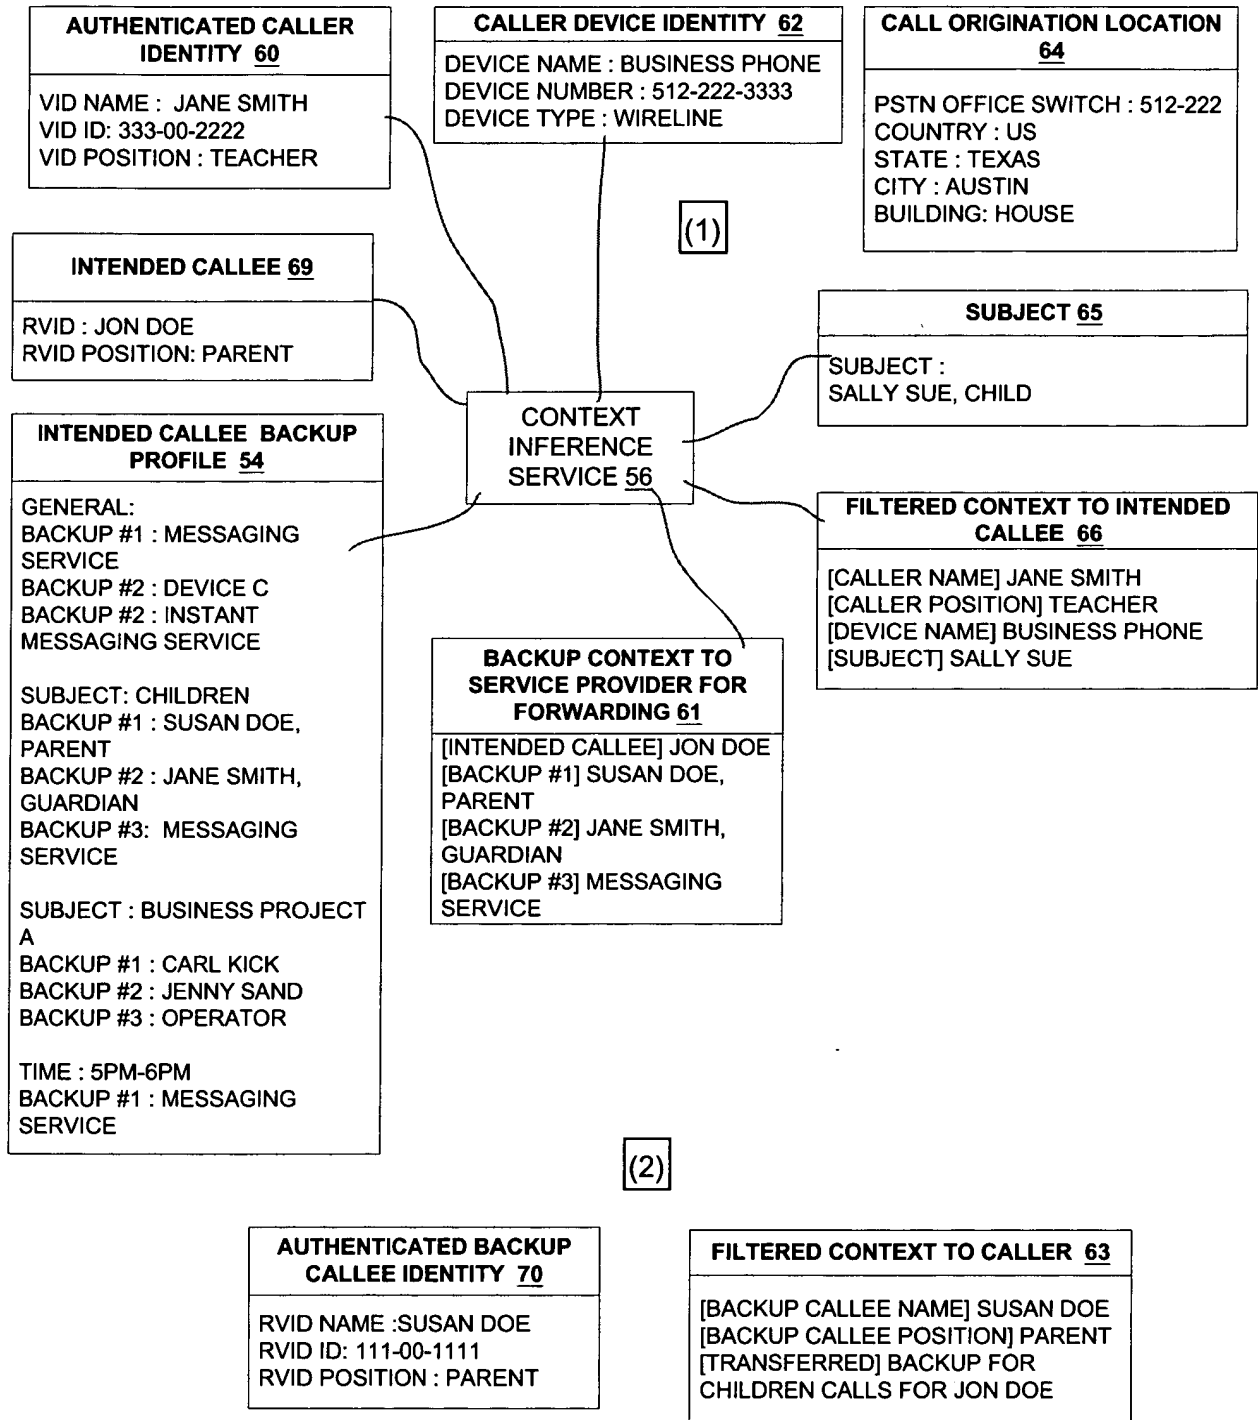 AUTHENTICATED CALLER
IDENTITY 60
VID NAME : JANE SMITH
VID ID: 333-00-2222
VID POSITION : TEACHER
CALLER DEVICE IDENTITY 62
DEVICE NAME : BUSINESS PHONE
DEVICE NUMBER : 512-222-3333
DEVICE TYPE : WIRELINE
CALL ORIGINATION LOCATION
64
PSTN OFFICE SWITCH : 512-222
COUNTRY : US
STATE : TEXAS
CITY : AUSTIN
BUILDING: HOUSE
(1)
INTENDED CALLEE 69
RVID : JON DOE
RVID POSITION: PARENT
SUBJECT 65
SUBJECT :
SALLY SUE, CHILD
CONTEXT
INFERENCE
SERVICE 56
INTENDED CALLEE BACKUP
PROFILE 54
GENERAL:
BACKUP #1 : MESSAGING
SERVICE
BACKUP #2 : DEVICE C
BACKUP #2 : INSTANT
MESSAGING SERVICE
SUBJECT: CHILDREN
BACKUP #1 : SUSAN DOE,
PARENT
BACKUP #2 : JANE SMITH,
GUARDIAN
BACKUP #3: MESSAGING
SERVICE
SUBJECT : BUSINESS PROJECT
A
BACKUP #1 : CARL KICK
BACKUP #2 : JENNY SAND
BACKUP #3 : OPERATOR
TIME : 5PM-6PM
BACKUP #1 : MESSAGING
SERVICE
FILTERED CONTEXT TO INTENDED
CALLEE 66
[CALLER NAME] JANE SMITH
[CALLER POSITION] TEACHER
[DEVICE NAME] BUSINESS PHONE
[SUBJECT] SALLY SUE
BACKUP CONTEXT TO
SERVICE PROVIDER FOR
FORWARDING 61
[INTENDED CALLEE] JON DOE
[BACKUP #1] SUSAN DOE,
PARENT
[BACKUP #2] JANE SMITH,
GUARDIAN
[BACKUP #3] MESSAGING
SERVICE
(2)
AUTHENTICATED BACKUP
CALLEE IDENTITY 70
RVID NAME :SUSAN DOE
RVID ID: 111-00-1111
RVID POSITION : PARENT
FILTERED CONTEXT TO CALLER 63
[BACKUP CALLEE NAME] SUSAN DOE
[BACKUP CALLEE POSITION] PARENT
[TRANSFERRED] BACKUP FOR
CHILDREN CALLS FOR JON DOE